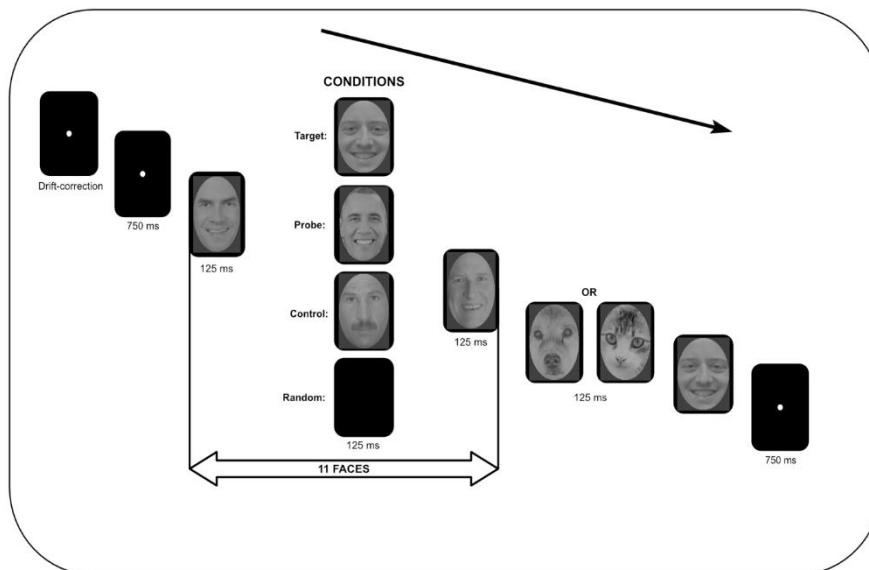 CONDITIONS
Target:
Drift-correction
750 ms
Probe:
125 ms
Control:
125 ms
OR
125 ms
Random:
125 ms
750 ms
11 FACES